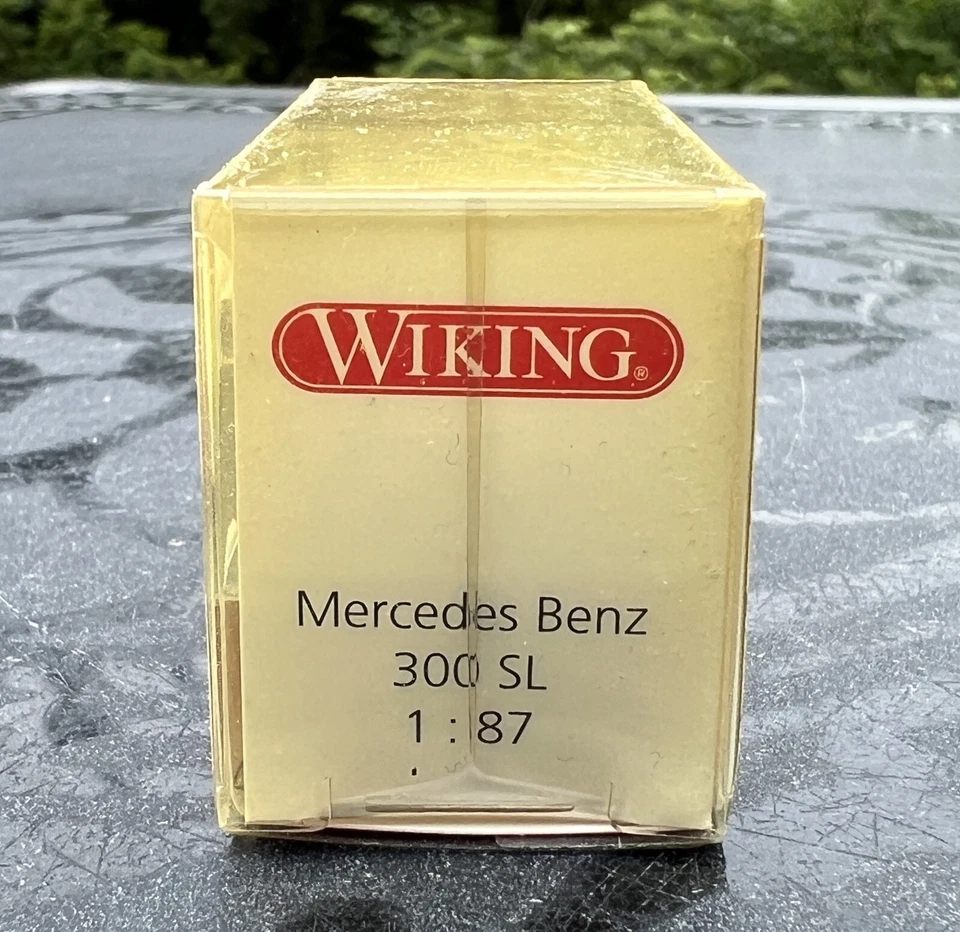 WIKING®
Mercedes Benz
300 SL
1 : 87